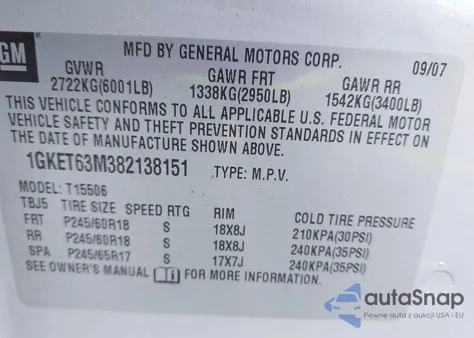 GM
MFD BY GENERAL MOTORS CORP. 09/07
GVWR GAWR FRT GAWR RR
2722KG(6001LB) 1338KG(2950LB) 1542KG(3400LB)
THIS VEHICLE CONFORMS TO ALL APPLICABLE U.S. FEDERAL MOTOR
VEHICLE SAFETY AND THEFT PREVENTION STANDARDS IN EFFECT ON
THE DATE OF MANUFACTURE SHOWN ABOVE.
1GKET63M382138151 TYPE: M.P.V.
MODEL: T15506
TBJ5 TIRE SIZE SPEED RTG RIM COLD TIRE PRESSURE
FRT P245/60R18 S 18X8J 210KPA(30PSI)
RR P245/60R18 S 18X8J 240KPA(35PSI)
SPA P245/65R17 S 17X7J 240KPA(35PSI)
SEE OWNER'S MANUAL FOR MORE INFORMATION.
autoSnap
Pewne auta z aukcji USA - EU